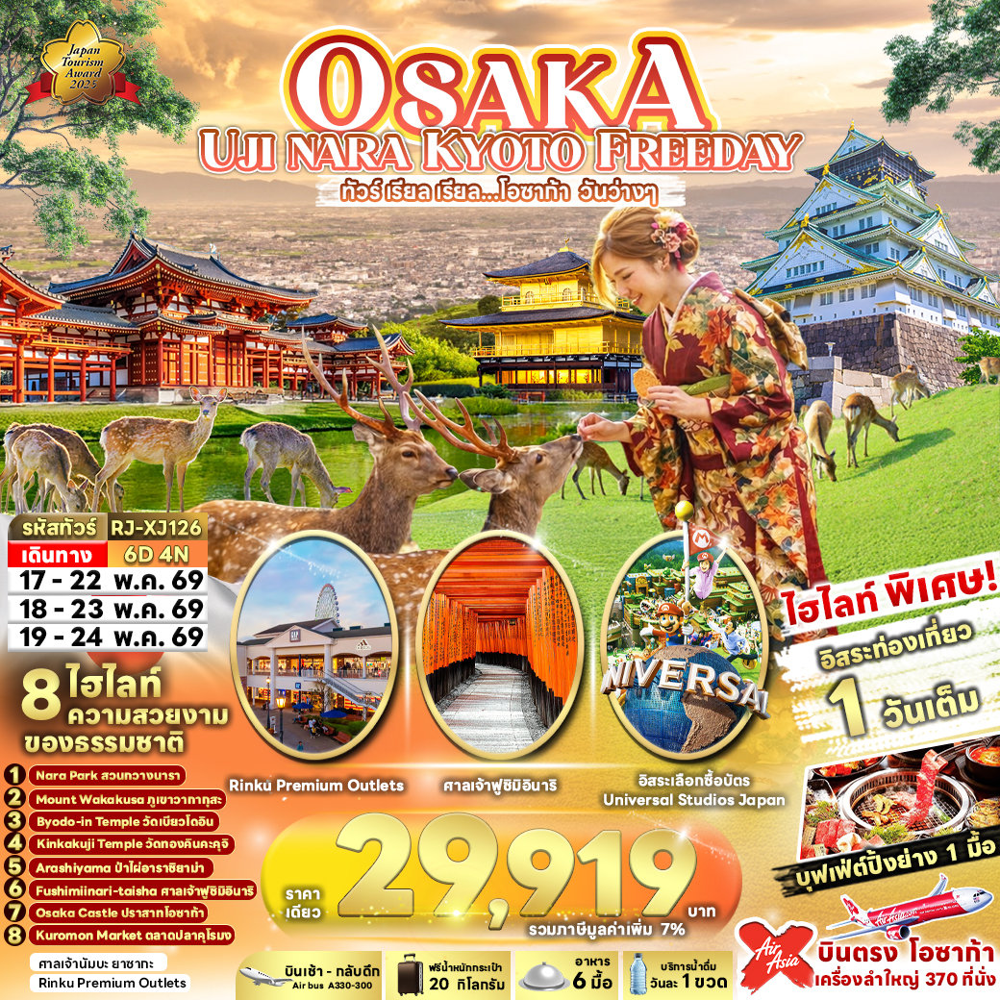 Japan
Tourism
Award
2025
OSAKA
UJI NARA KYOTO FREEDAY
ทัวร์ เรียล เรียล...โอซาก้า วันว่างๆ
รหัสทัวร์ RJ-XJ126
เดินทาง 6D 4N
17 - 22 พ.ค. 69
18 - 23 พ.ค. 69
19 - 24 พ.ค. 69
8 ไฮไลท์
ความสวยงาม
ของธรรมชาติ
1 Nara Park สวนกวางนารา
2 Mount Wakakusa ภูเขาวากากุสะ
3 Byodo-in Temple วัดเบียวโดอิน
4 Kinkakuji Temple วัดทองคินคะคุจิ
5 Arashiyama ป่าไผ่อาราชิยาม่า
6 Fushimiinari-taisha ศาลเจ้าฟูชิมิอินาริ
7 Osaka Castle ปราสาทโอซาก้า
8 Kuromon Market ตลาดปลาคุโรมง
ศาลเจ้านัมบะ ยาซากะ
Rinku Premium Outlets
GAP
adidas
Rinku Premium Outlets
ศาลเจ้าฟูชิมิอินาริ
M
NIVERSAL
อิสระเลือกซื้อบัตร
Universal Studios Japan
ไฮไลท์ พิเศษ!
อิสระท่องเที่ยว
1 วันเต็ม
บุฟเฟ่ต์ปิ้งย่าง 1 มื้อ
ราคา
เดียว
29,919
บาท
รวมภาษีมูลค่าเพิ่ม 7%
บินเช้า - กลับดึก
Air bus A330-300
ฟรีน้ำหนักกระเป๋า
20 กิโลกรัม
อาหาร
6 มื้อ
บริการน้ำดื่ม
วันละ 1 ขวด
AirAsia
Air
Asia
บินตรง โอซาก้า
เครื่องลำใหญ่ 370 ที่นั่ง